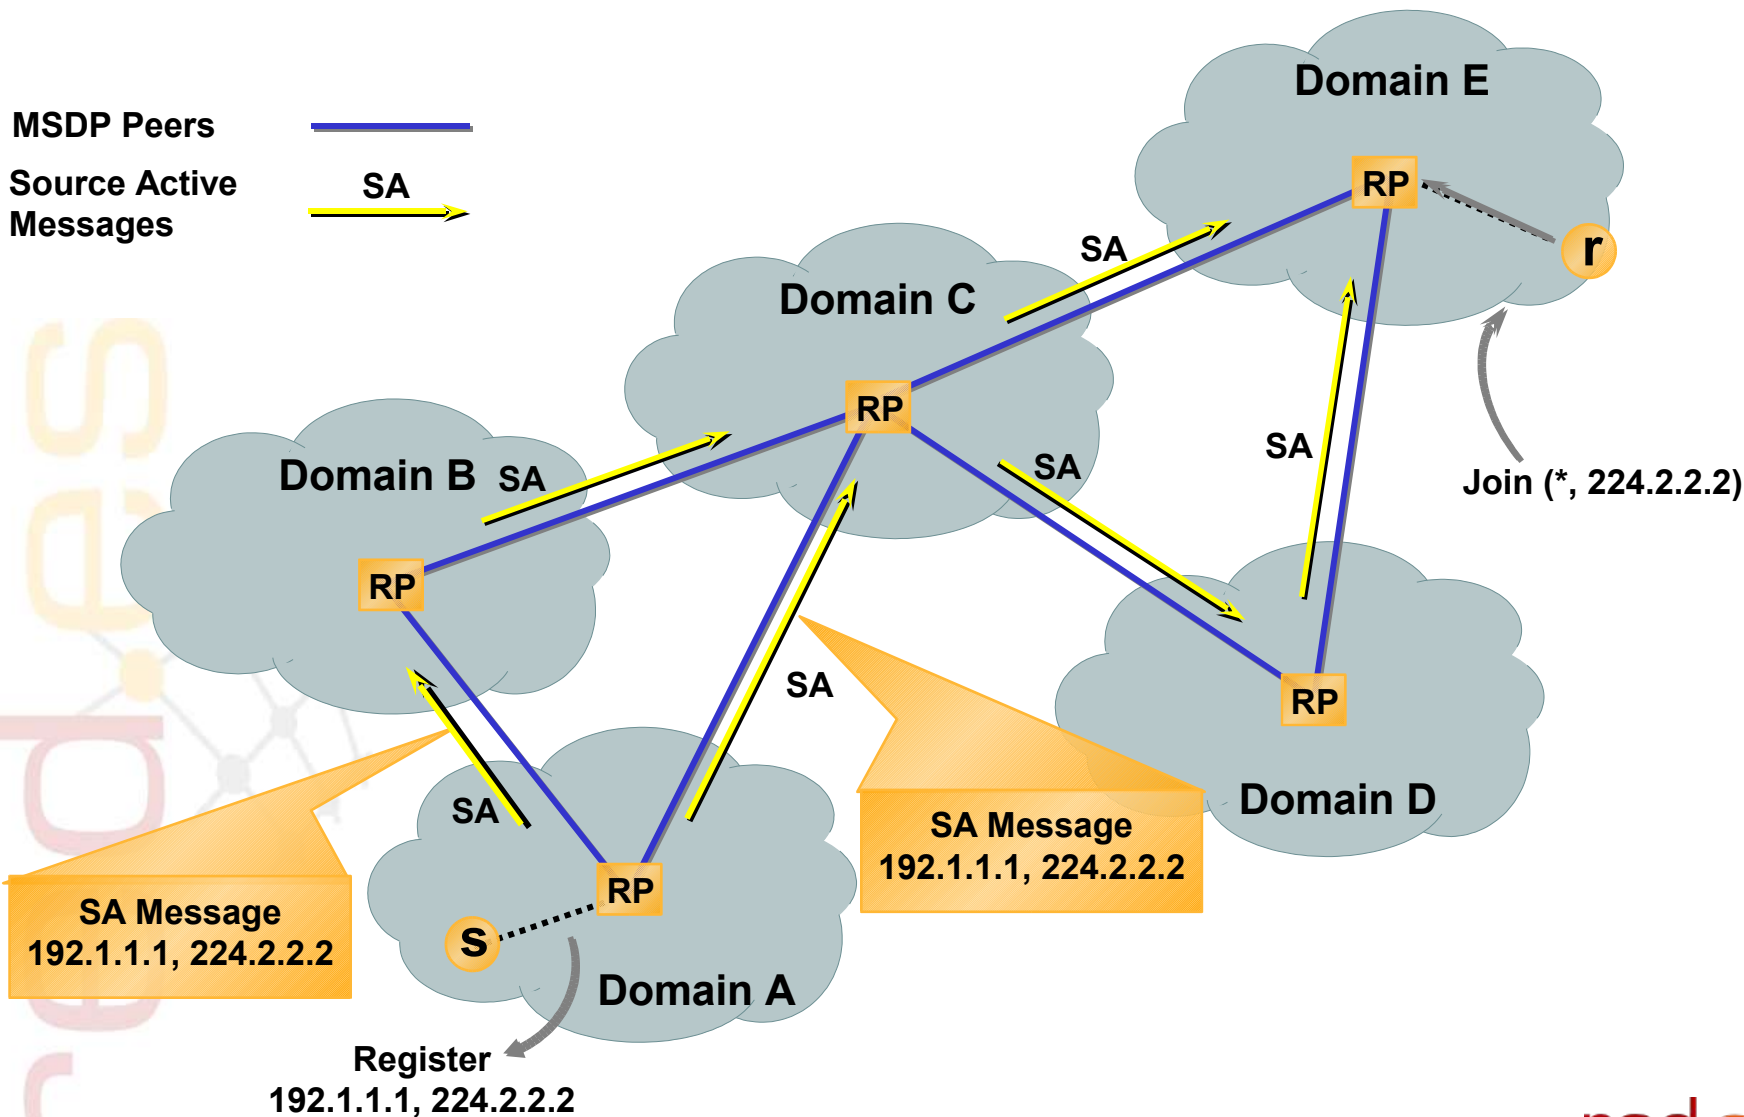 Domain E
MSDP Peers
Source Active
Messages
SA
RP
r
SA
Domain C
RP
SA
Join (*, 224.2.2.2)
Domain B
SA
SA
RP
SA
RP
Domain D
SA
SA Message
192.1.1.1, 224.2.2.2
SA Message
192.1.1.1, 224.2.2.2
RP
s
Domain A
Register
192.1.1.1, 224.2.2.2
red.es